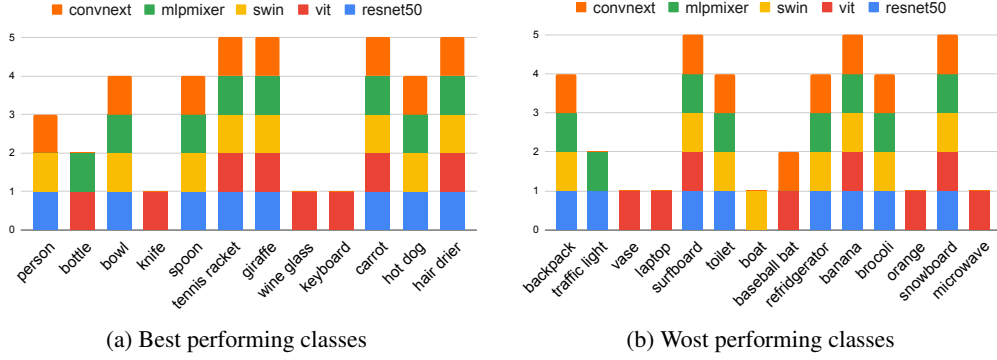 convnext mlpmixer swin vit resnet50
5
4
3
2
1
0
person bottle bowl knife spoon tennis racket giraffe wine glass keyboard carrot hot dog hair drier
(a) Best performing classes
convnext mlpmixer swin vit resnet50
5
4
3
2
1
0
backpack traffic light vase laptop surfboard toilet boat baseball bat refridgerator banana brocoli orange snowboard microwave
(b) Wost performing classes